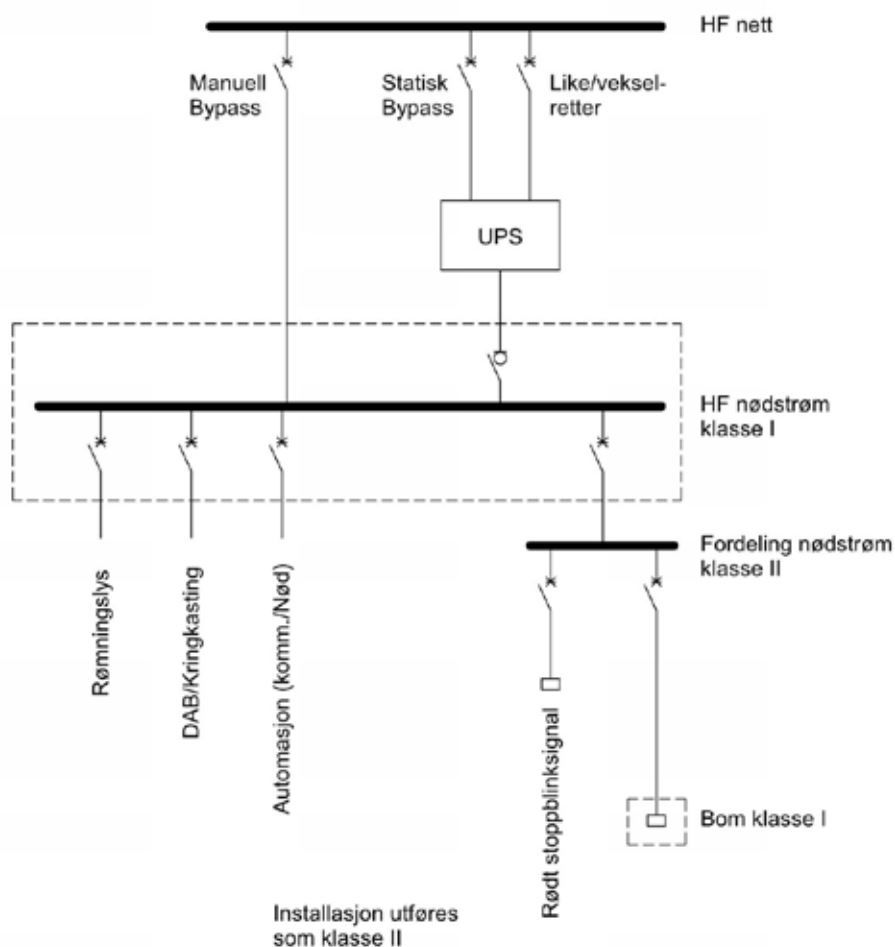 HF nett
Manuell
Bypass
Statisk
Bypass
Like/veksel-
retter
UPS
HF nødstrøm
klasse I
Fordeling nødstrøm
klasse II
Rømningslys
DAB/Kringkasting
Automasjon (komm./Nød)
Rødt stoppblinksignal
Bom klasse I
Installasjon utføres
som klasse II